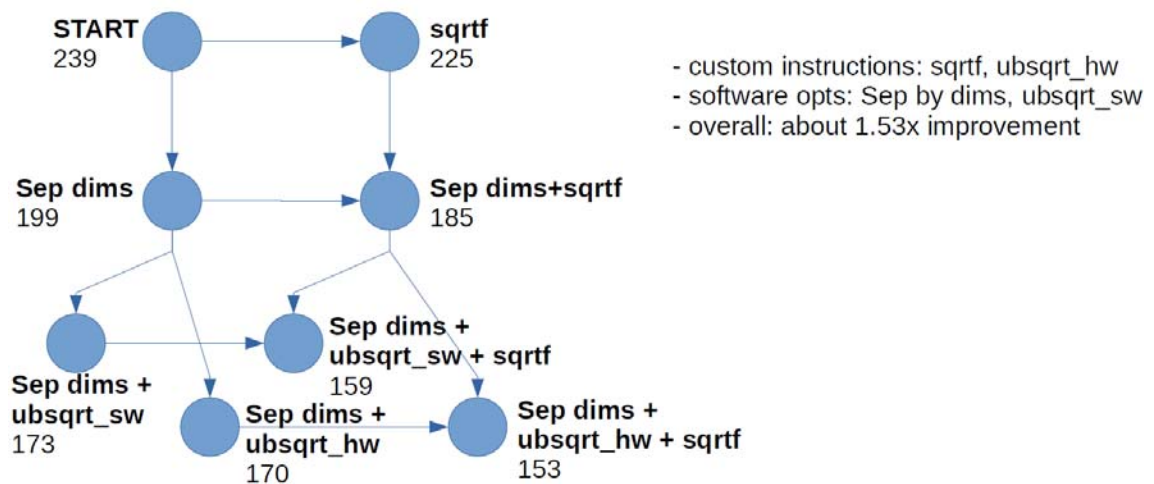 START
239
sqrtf
225
- custom instructions: sqrtf, ubsqrt_hw
- software opts: Sep by dims, ubsqrt_sw
- overall: about 1.53x improvement
Sep dims
199
Sep dims+sqrtf
185
Sep dims +
ubsqrt_sw
173
Sep dims +
ubsqrt_sw + sqrtf
159
Sep dims +
ubsqrt_hw
170
Sep dims +
ubsqrt_hw + sqrtf
153